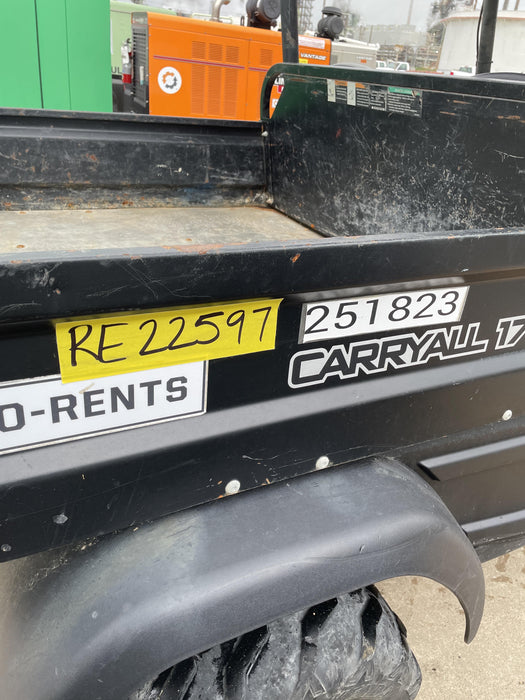 VANTAGE
RE22597
251823
CARRYALL 17
O-RENTS